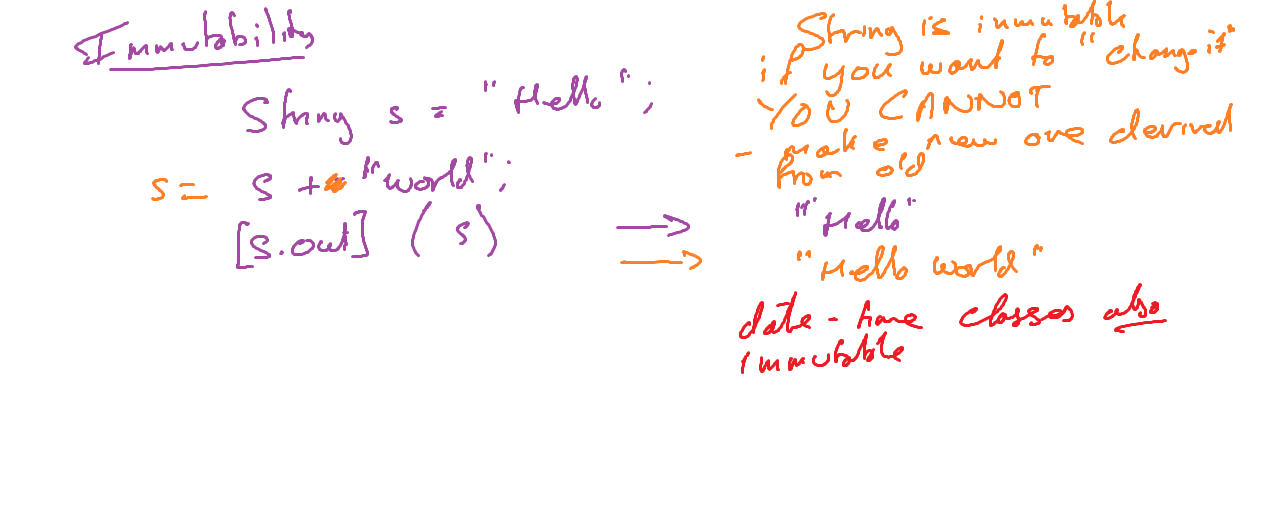 Immutability
String s = "Hello";
s = s + "world";
[s.out] (s)
String is immutable
if you want to "change it"
YOU CANNOT
- make new one derived
from old
"Hello"
"Hello world"
date-time classes also
immutable